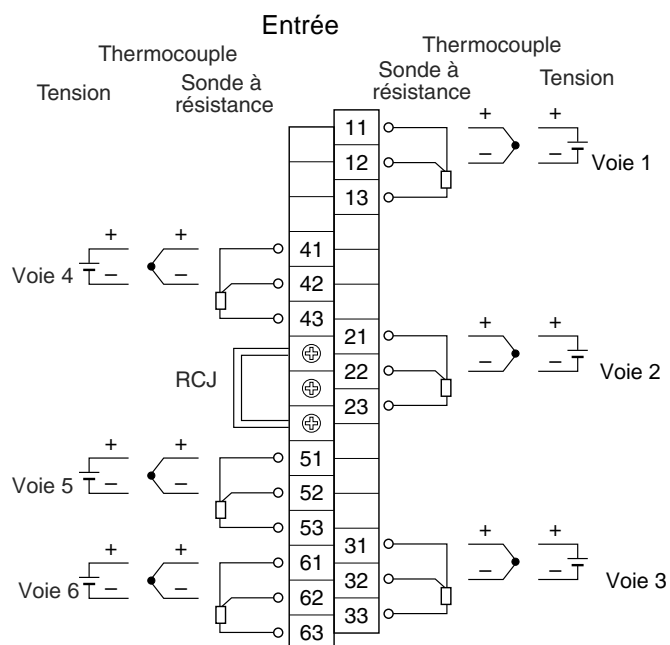 Entrée
Thermocouple
Thermocouple
Tension
Sonde à
résistance
Sonde à
résistance
Tension
11
+
+
12
−
−
Voie 1
13
+
+
41
Voie 4
−
−
42
43
21
+
+
RCJ
22
−
−
Voie 2
23
+
+
51
Voie 5
−
−
52
53
31
+
+
+
+
61
32
−
−
Voie 3
Voie 6
−
−
62
33
63